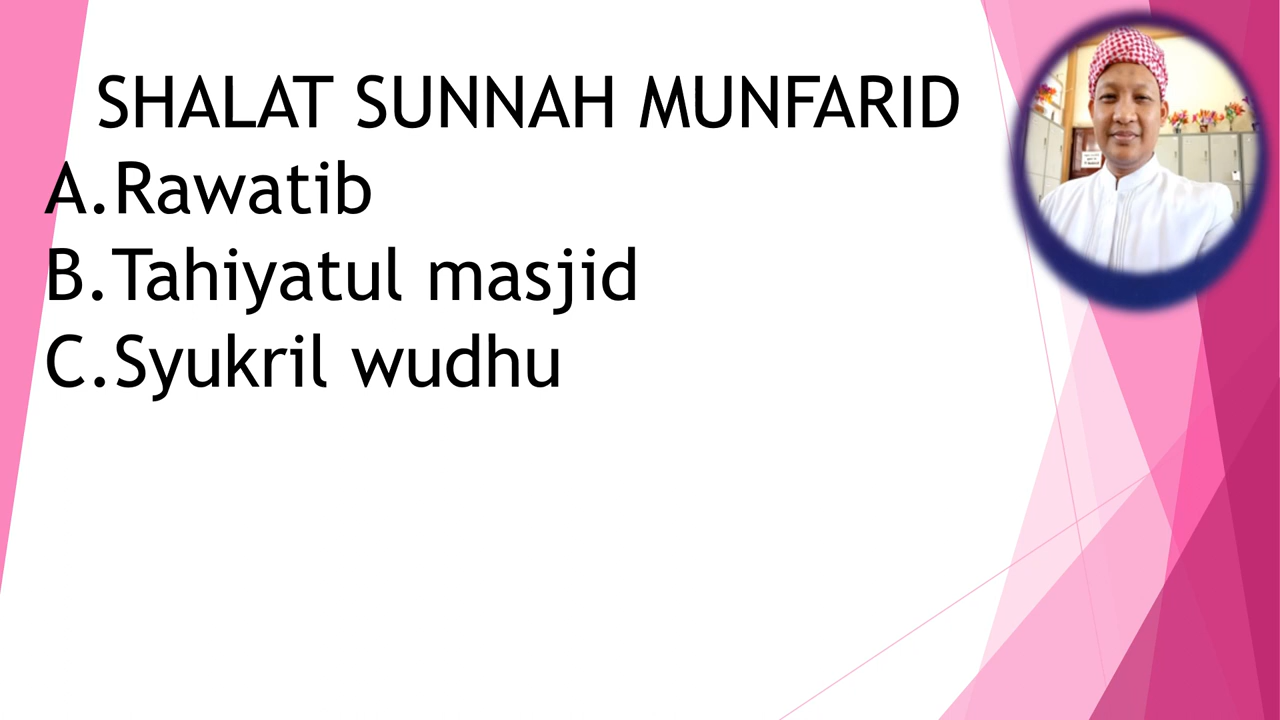 SHALAT SUNNAH MUNFARID
A.Rawatib
B.Tahiyatul masjid
C.Syukril wudhu